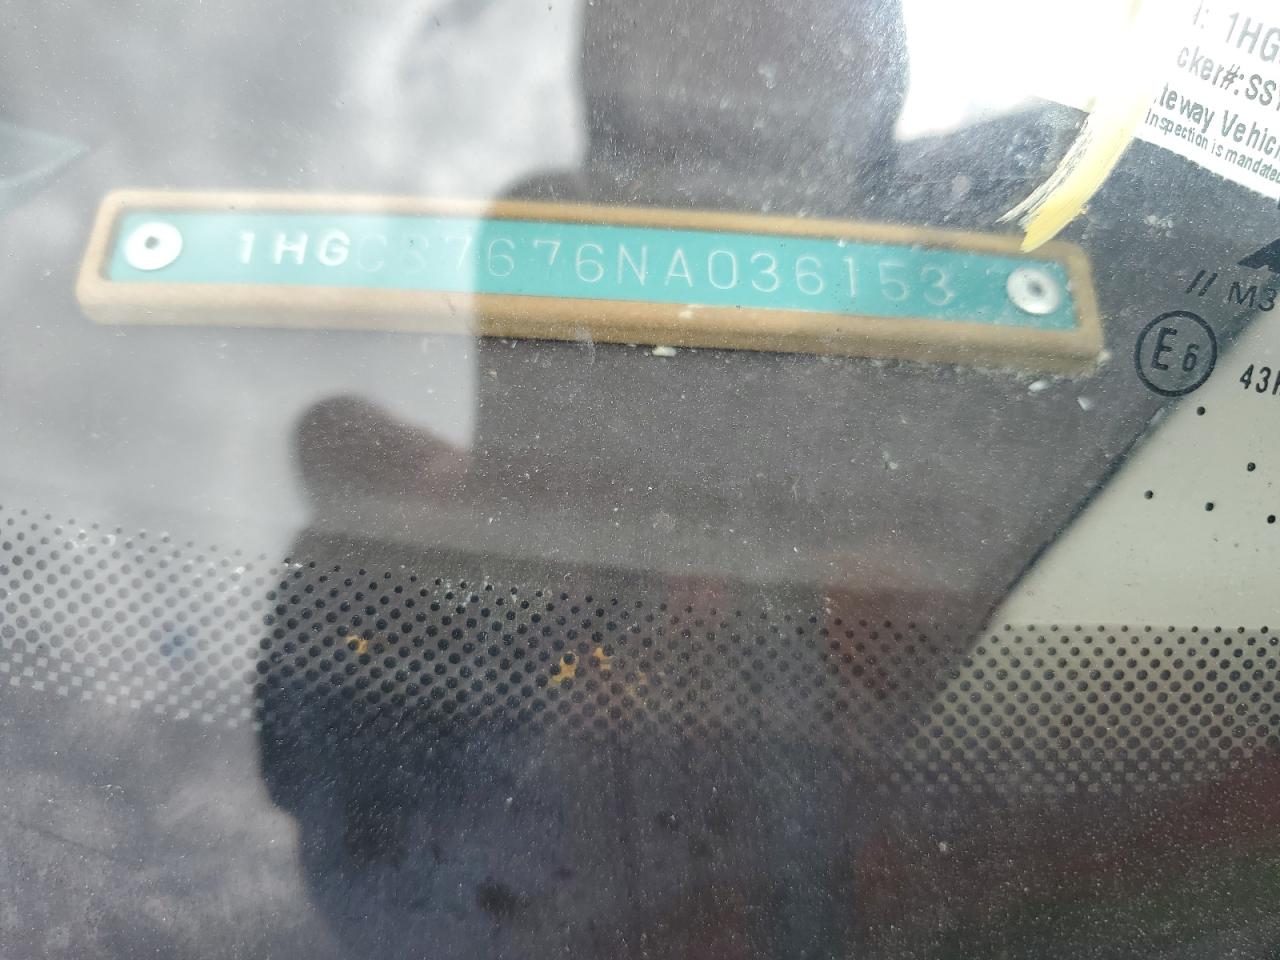 : 1HG
cker#:SS
teway Vehic
Inspection is mandated
1HGCB7676NA036153
// M3
E6
43